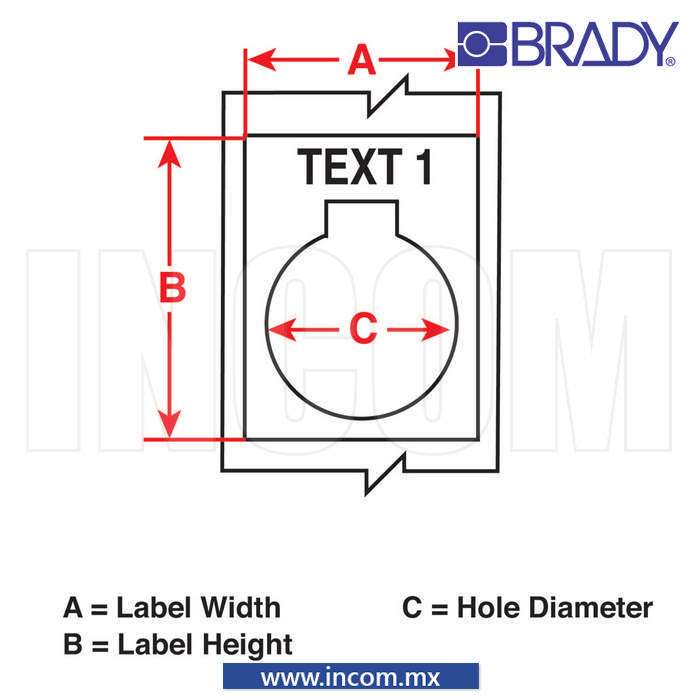 BRADY®
A
TEXT 1
B
C
INCOM
A = Label Width
C = Hole Diameter
B = Label Height
www.incom.mx